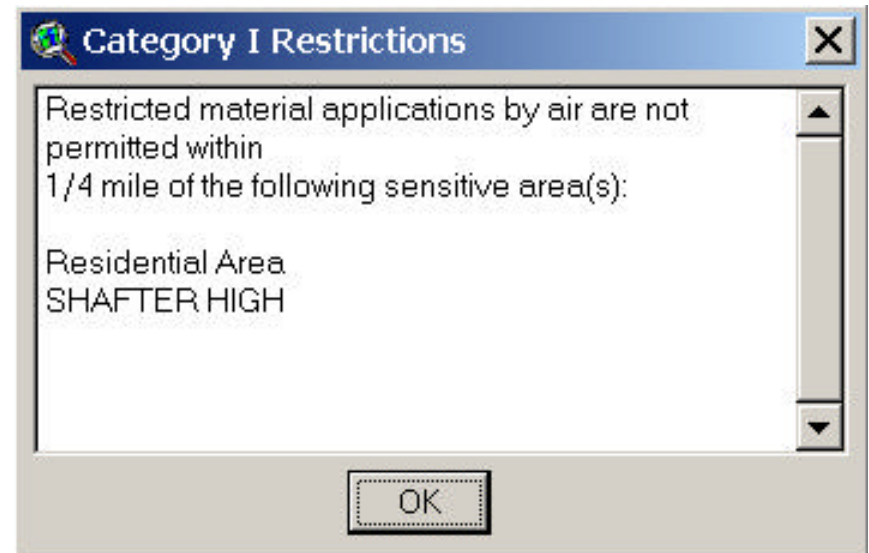 Category I Restrictions
Restricted material applications by air are not
permitted within
1/4 mile of the following sensitive area(s):
Residential Area
SHAFTER HIGH
OK